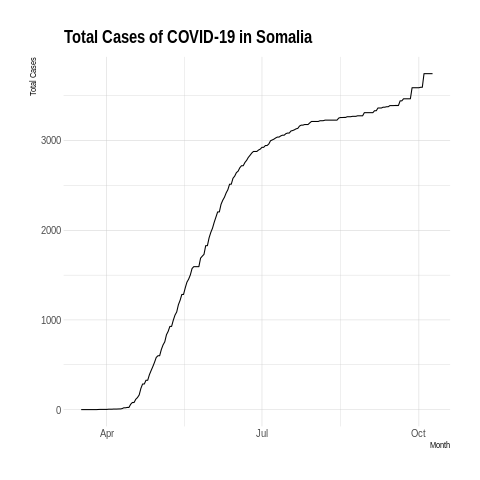 Total Cases of COVID-19 in Somalia
Total Cases
3000
2000
1000
0
Apr
Jul
Oct
Month